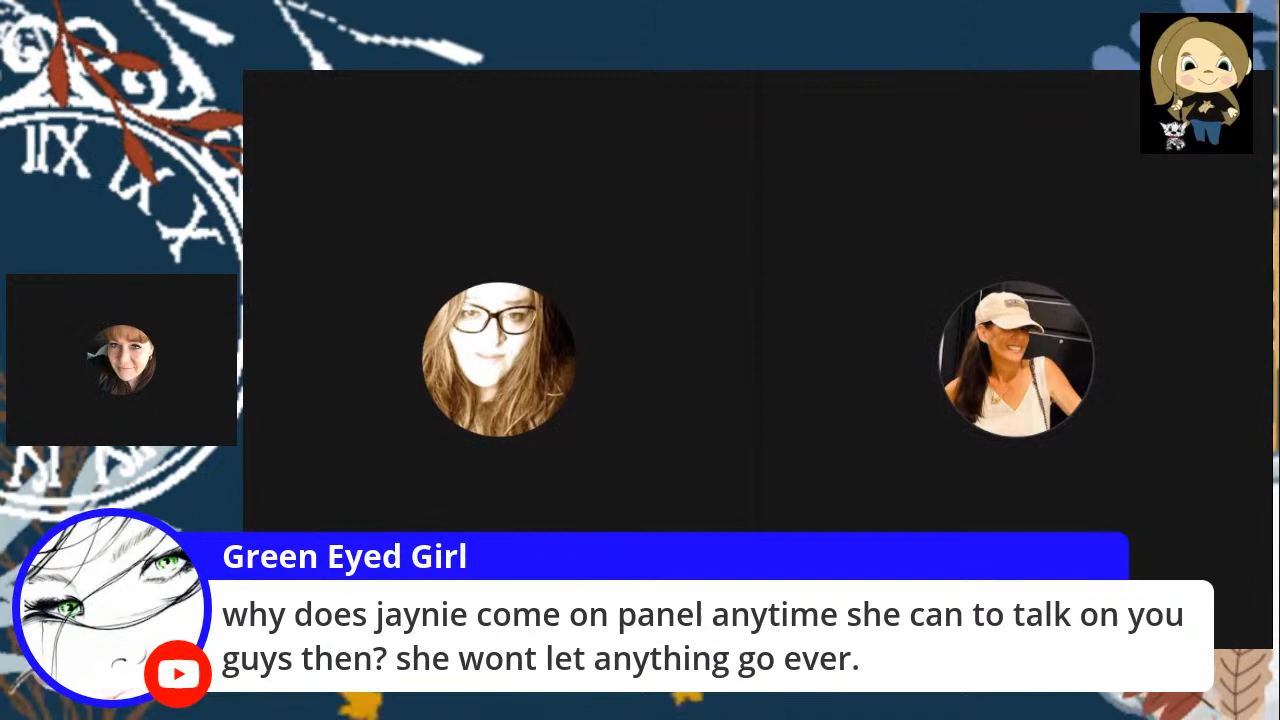 IX
X
Green Eyed Girl
why does jaynie come on panel anytime she can to talk on you
guys then? she wont let anything go ever.